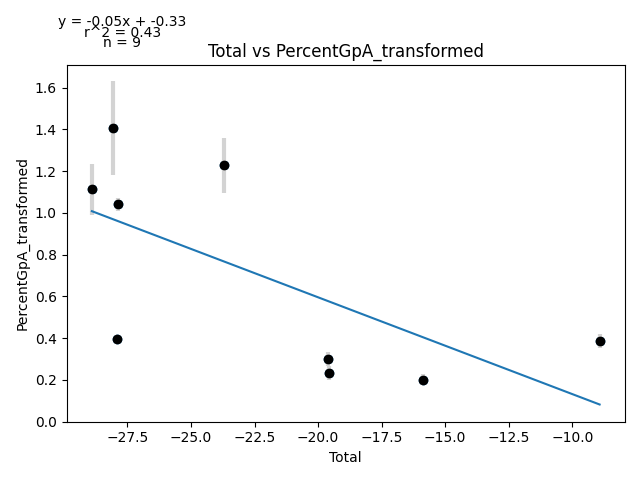 y = -0.05x + -0.33
r^2 = 0.43
n = 9
Total vs PercentGpA_transformed
PercentGpA_transformed
1.6
1.4
1.2
1.0
0.8
0.6
0.4
0.2
0.0
−27.5 −25.0 −22.5 −20.0 −17.5 −15.0 −12.5 −10.0
Total